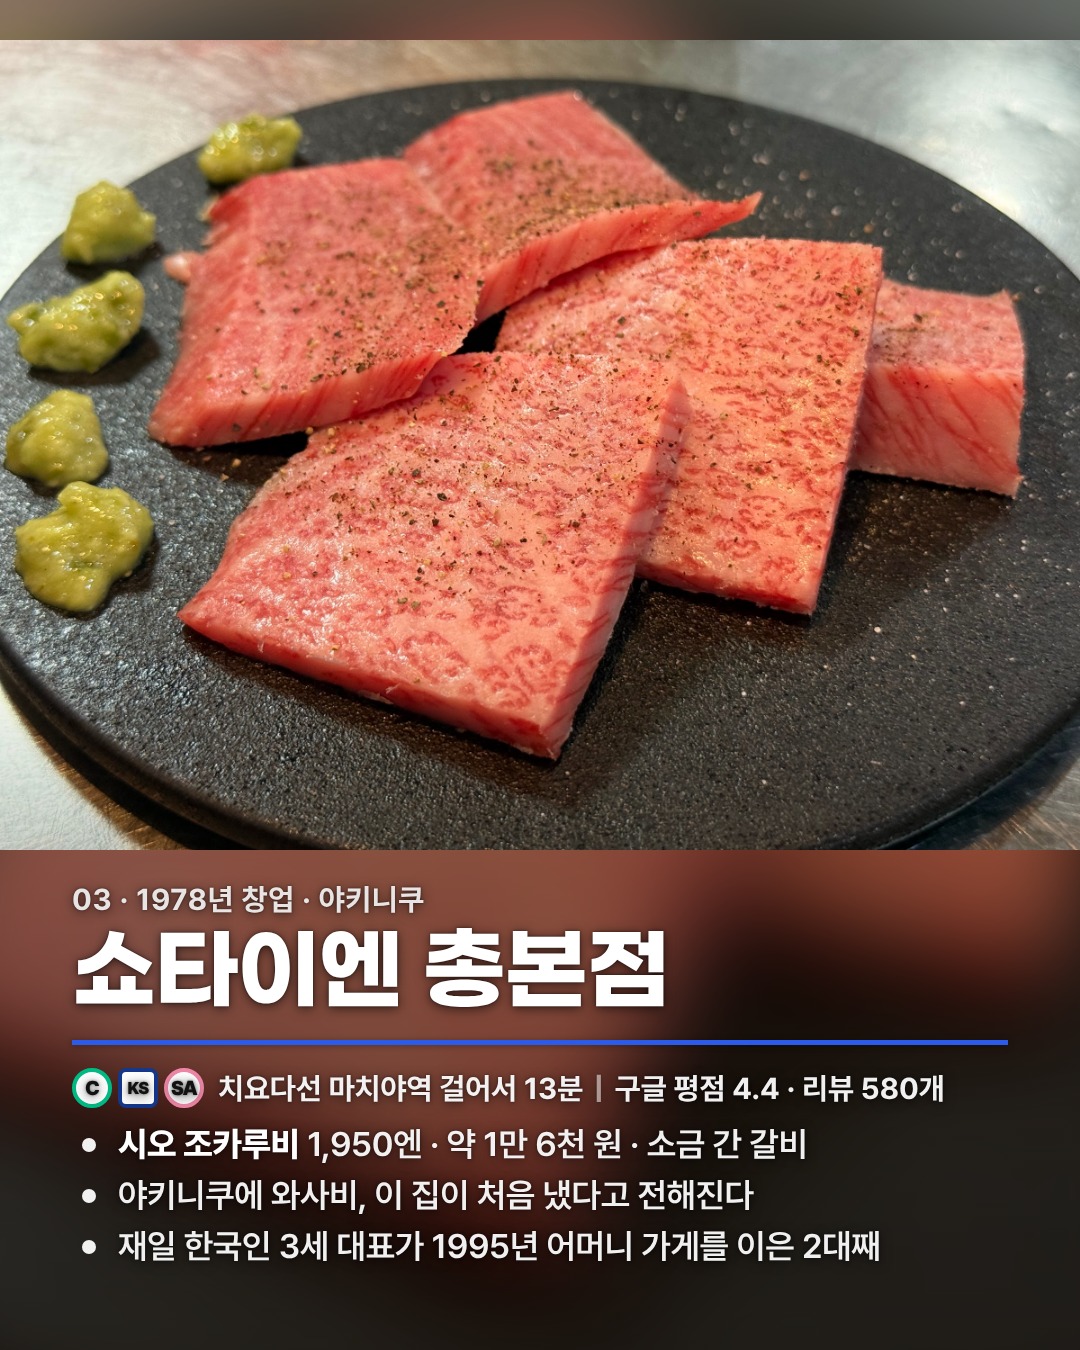 03 · 1978년 창업 · 야키니쿠
쇼타이엔 총본점
C KS SA 치요다선 마치야역 걸어서 13분 | 구글 평점 4.4 · 리뷰 580개
• 시오 조카루비 1,950엔 · 약 1만 6천 원 · 소금 간 갈비
• 야키니쿠에 와사비, 이 집이 처음 냈다고 전해진다
• 재일 한국인 3세 대표가 1995년 어머니 가게를 이은 2대째